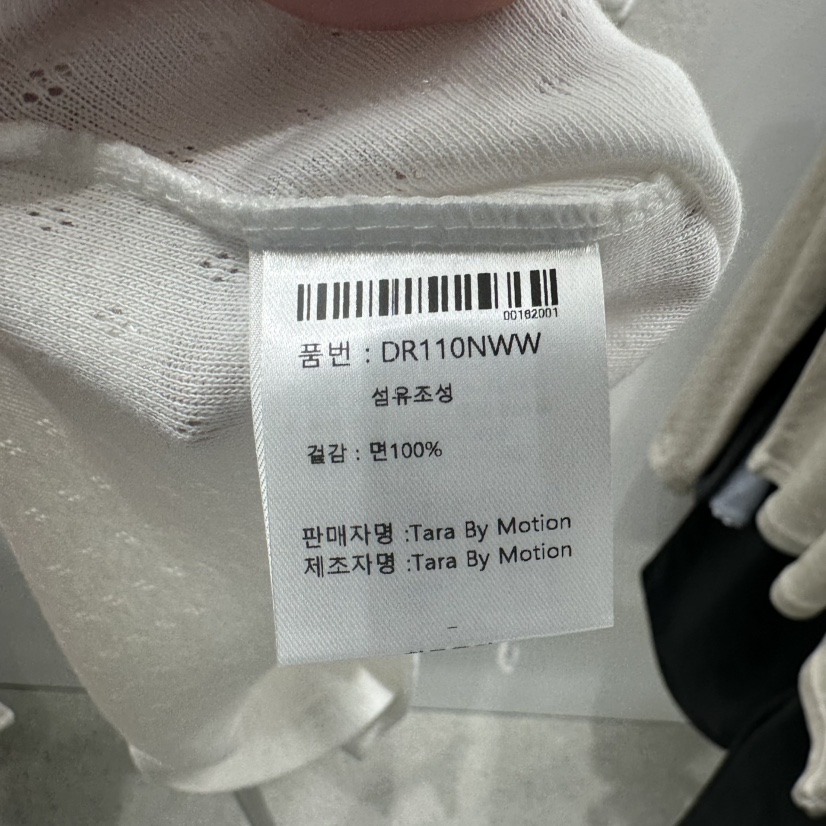 00162001
품번 : DR110NWW
섬유조성
겉감 : 면100%
판매자명 :Tara By Motion
제조자명 :Tara By Motion